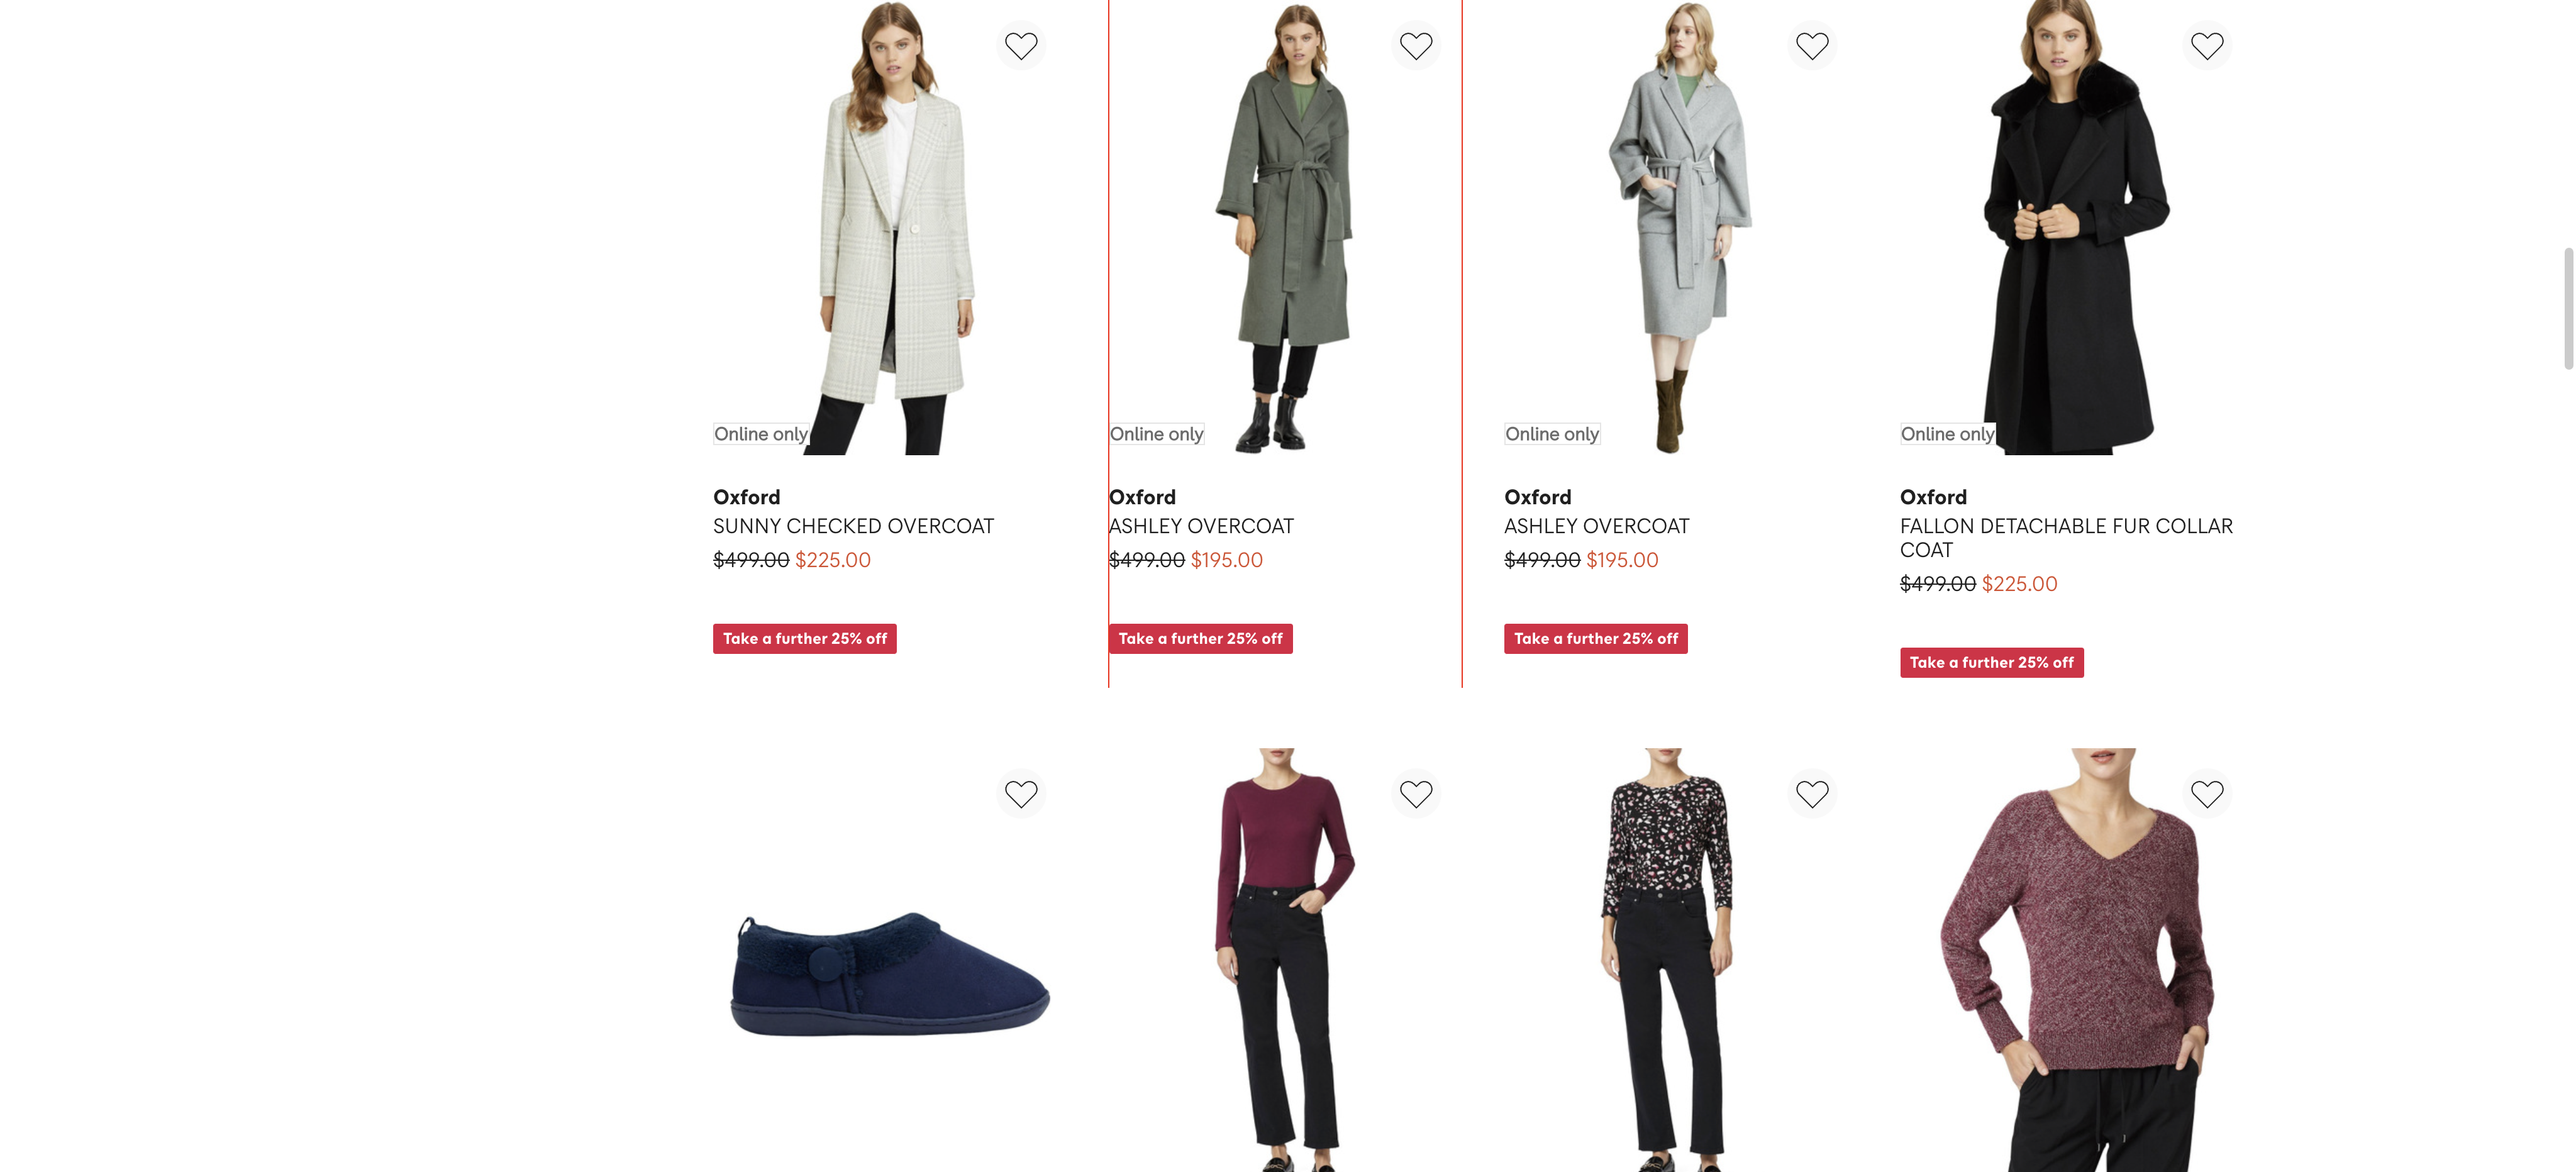 Online only
Oxford
SUNNY CHECKED OVERCOAT
$499.00 $225.00
Take a further 25% off
Online only
Oxford
ASHLEY OVERCOAT
$499.00 $195.00
Take a further 25% off
Online only
Oxford
ASHLEY OVERCOAT
$499.00 $195.00
Take a further 25% off
Online only
Oxford
FALLON DETACHABLE FUR COLLAR
COAT
$499.00 $225.00
Take a further 25% off